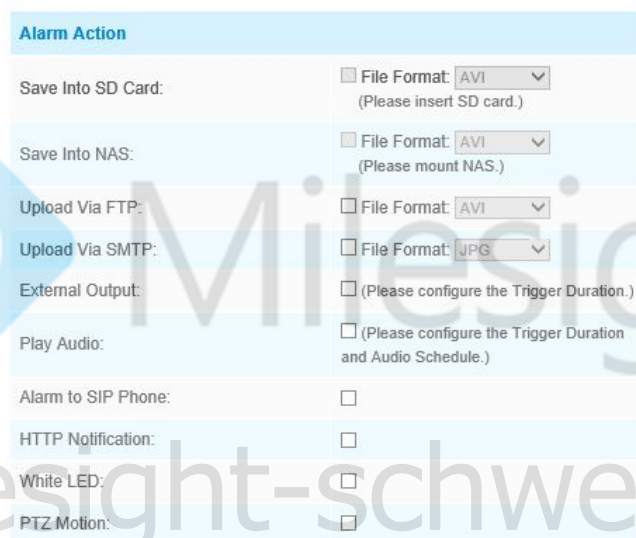 Alarm Action
Save Into SD Card: File Format: AVI
(Please insert SD card.)
Save Into NAS: File Format: AVI
(Please mount NAS.)
Upload Via FTP: File Format: AVI
Upload Via SMTP: File Format: JPG
External Output: (Please configure the Trigger Duration.)
Play Audio: (Please configure the Trigger Duration
and Audio Schedule.)
Alarm to SIP Phone:
HTTP Notification:
White LED:
PTZ Motion:
Milesig
esight-schwe